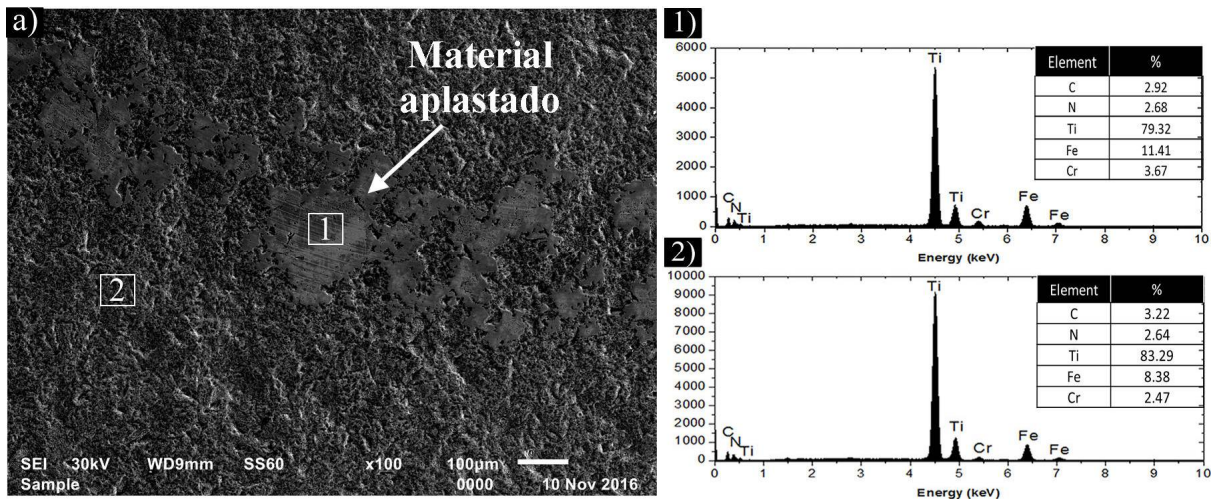 a)
Material
aplastado
1
2
SEI 30kV WD9mm SS60 x100 100μm
Sample 0000 10 Nov 2016
1)
6000
5000
4000
3000
2000
1000
0
0 1 2 3 4 5 6 7 8 9 10
Energy (keV)
C
N
Ti
Ti
Ti
Cr
Fe
Fe
Element %
C 2.92
N 2.68
Ti 79.32
Fe 11.41
Cr 3.67
2)
10000
9000
8000
7000
6000
5000
4000
3000
2000
1000
0
0 1 2 3 4 5 6 7 8 9 10
Energy (keV)
C
N
Ti
Ti
Ti
Cr
Fe
Fe
Element %
C 3.22
N 2.64
Ti 83.29
Fe 8.38
Cr 2.47